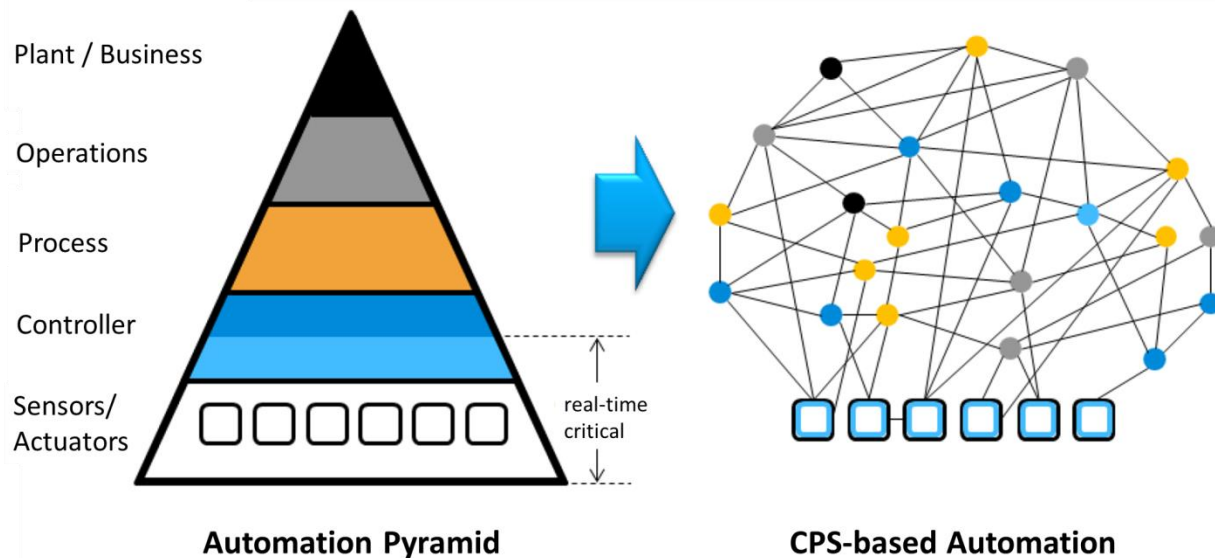 Plant / Business
Operations
Process
Controller
Sensors/
Actuators
real-time
critical
Automation Pyramid
CPS-based Automation